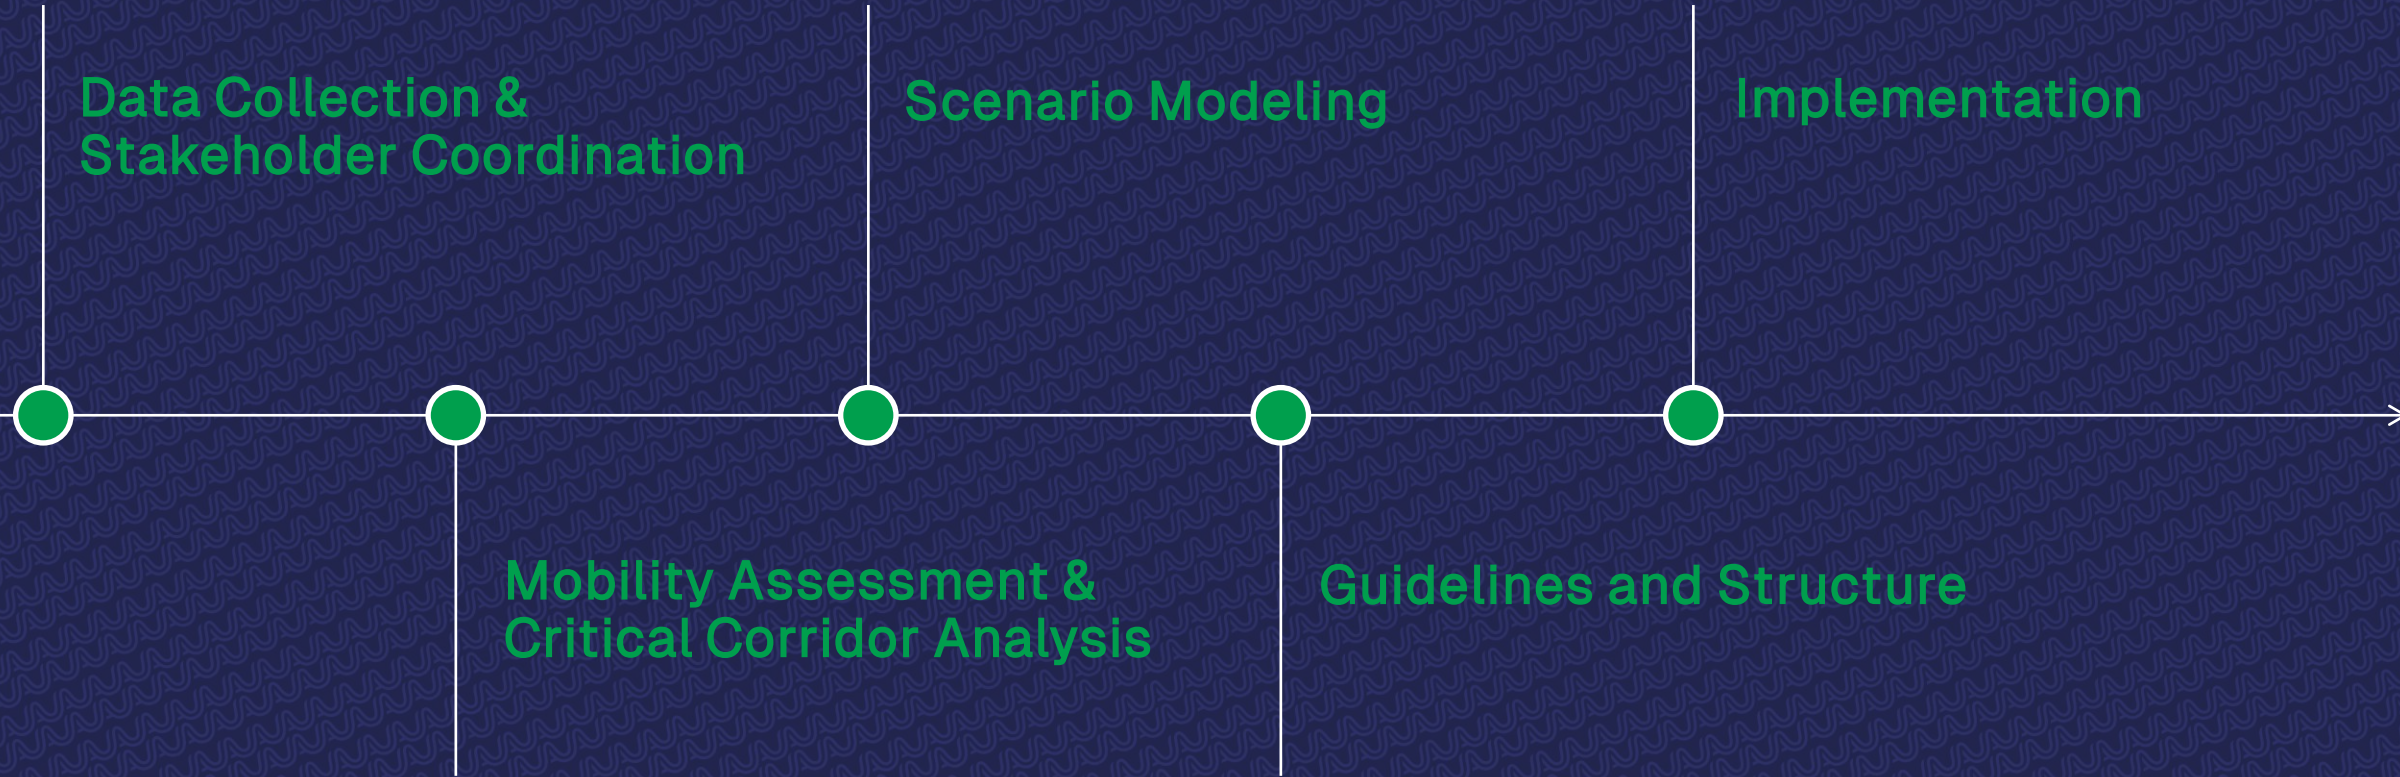 Data Collection &
Stakeholder Coordination
Mobility Assessment &
Critical Corridor Analysis
Scenario Modeling
Guidelines and Structure
Implementation